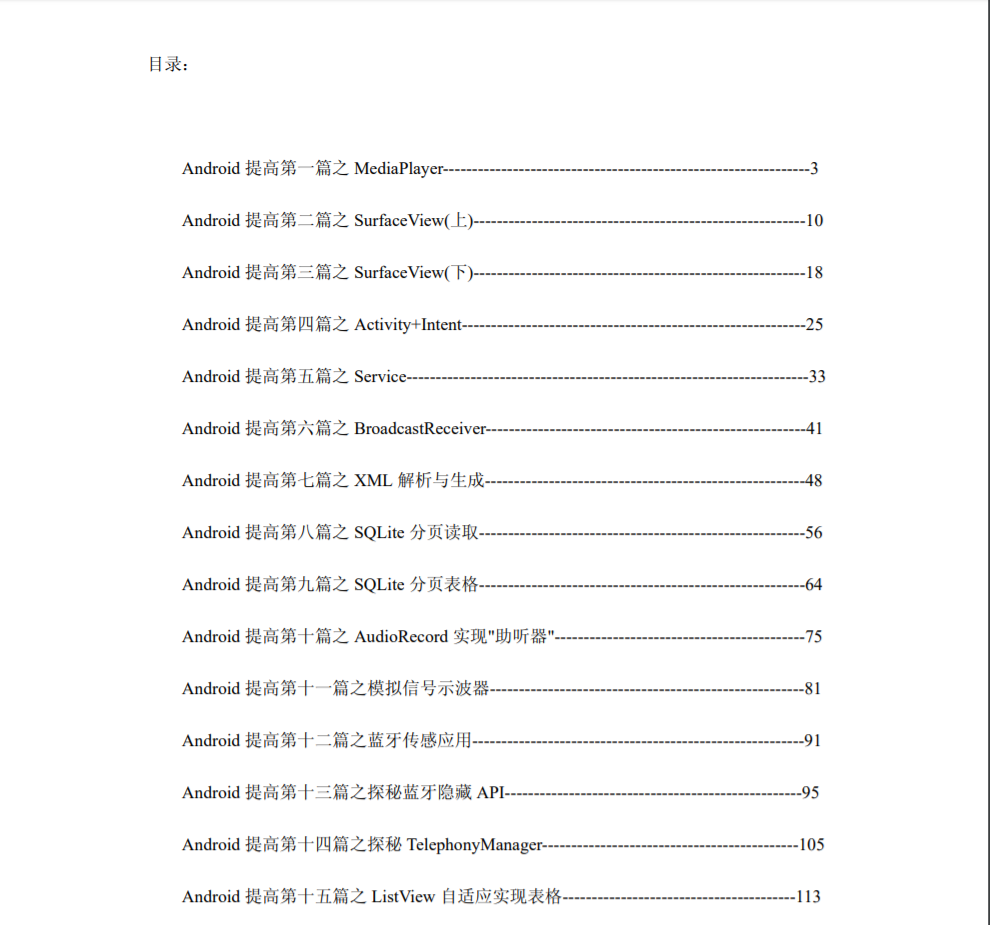 目录：
Android 提高第一篇之 MediaPlayer---------------------------------------------------------------3
Android 提高第二篇之 SurfaceView(上)---------------------------------------------------------10
Android 提高第三篇之 SurfaceView(下)---------------------------------------------------------18
Android 提高第四篇之 Activity+Intent-----------------------------------------------------------25
Android 提高第五篇之 Service---------------------------------------------------------------------33
Android 提高第六篇之 BroadcastReceiver-------------------------------------------------------41
Android 提高第七篇之 XML 解析与生成-------------------------------------------------------48
Android 提高第八篇之 SQLite 分页读取--------------------------------------------------------56
Android 提高第九篇之 SQLite 分页表格--------------------------------------------------------64
Android 提高第十篇之 AudioRecord 实现"助听器"-------------------------------------------75
Android 提高第十一篇之模拟信号示波器------------------------------------------------------81
Android 提高第十二篇之蓝牙传感应用---------------------------------------------------------91
Android 提高第十三篇之探秘蓝牙隐藏 API---------------------------------------------------95
Android 提高第十四篇之探秘 TelephonyManager--------------------------------------------105
Android 提高第十五篇之 ListView 自适应实现表格----------------------------------------113